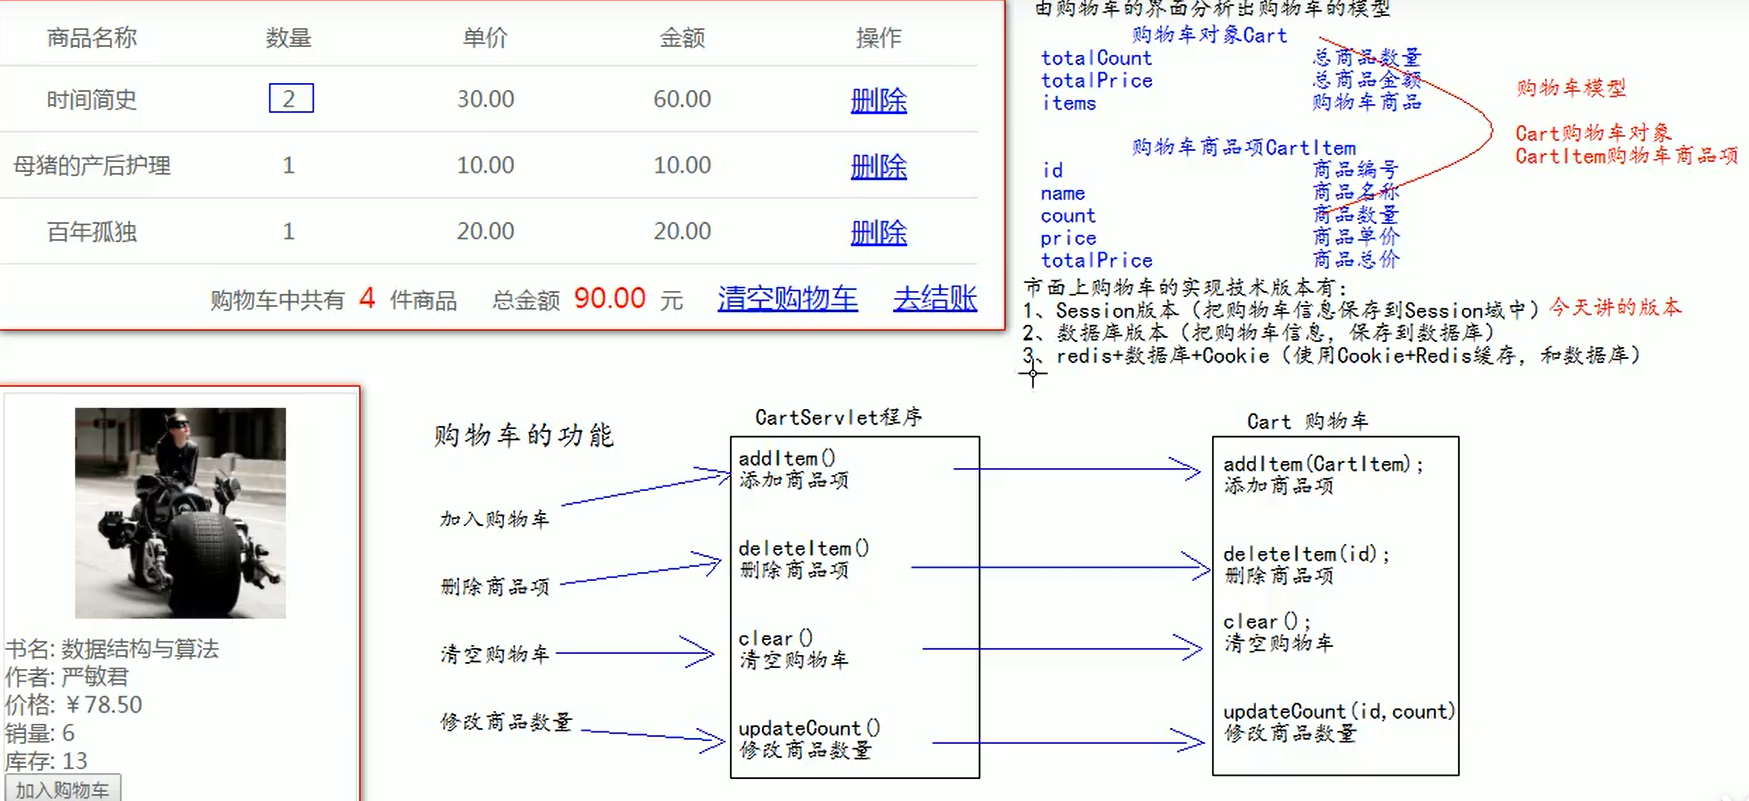 商品名称 数量 单价 金额 操作
时间简史 2 30.00 60.00 删除
母猪的产后护理 1 10.00 10.00 删除
百年孤独 1 20.00 20.00 删除
购物车中共有 4 件商品 总金额 90.00 元 清空购物车 去结账
由购物车的界面分析出购物车的模型
购物车对象Cart
totalCount 总商品数量
totalPrice 总商品金额
items 购物车商品
购物车商品项CartItem
id 商品编号
name 商品名称
count 商品数量
price 商品单价
totalPrice 商品总价
购物车模型
Cart购物车对象
CartItem购物车商品项
市面上购物车的实现技术版本有:
1、Session版本（把购物车信息保存到Session域中）今天讲的版本
2、数据库版本（把购物车信息，保存到数据库）
3、redis+数据库+Cookie（使用Cookie+Redis缓存，和数据库）
书名: 数据结构与算法
作者: 严敏君
价格: ￥78.50
销量: 6
库存: 13
加入购物车
购物车的功能
加入购物车
删除商品项
清空购物车
修改商品数量
CartServlet程序
addItem()
添加商品项
deleteItem()
删除商品项
clear()
清空购物车
updateCount()
修改商品数量
Cart 购物车
addItem(CartItem);
添加商品项
deleteItem(id);
删除商品项
clear();
清空购物车
updateCount(id,count)
修改商品数量